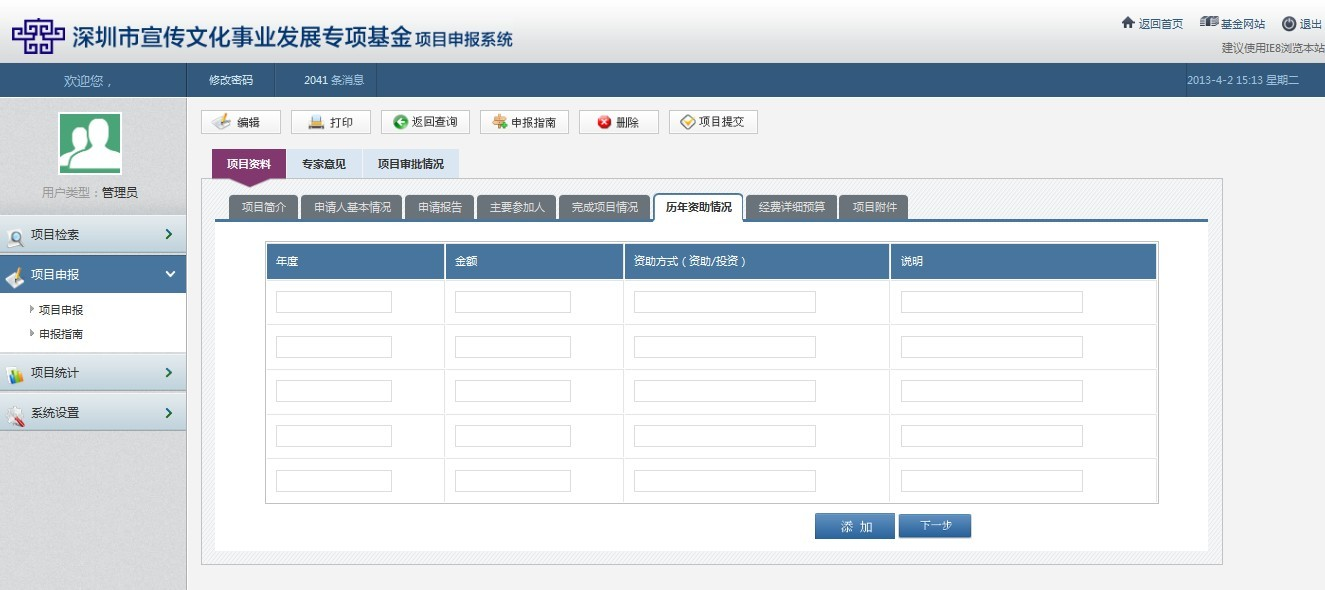 深圳市宣传文化事业发展专项基金项目申报系统
返回首页 基金网站 退出
建议使用IE8浏览本站
欢迎您， 修改密码 2041 条消息 2013-4-2 15:13 星期二
用户类型：管理员
项目检索
项目申报
项目申报
申报指南
项目统计
系统设置
编辑 打印 返回查询 申报指南 删除 项目提交
项目资料 专家意见 项目审批情况
项目简介 申请人基本情况 申请报告 主要参加人 完成项目情况 历年资助情况 经费详细预算 项目附件
年度 金额 资助方式（资助/投资） 说明
添 加 下一步